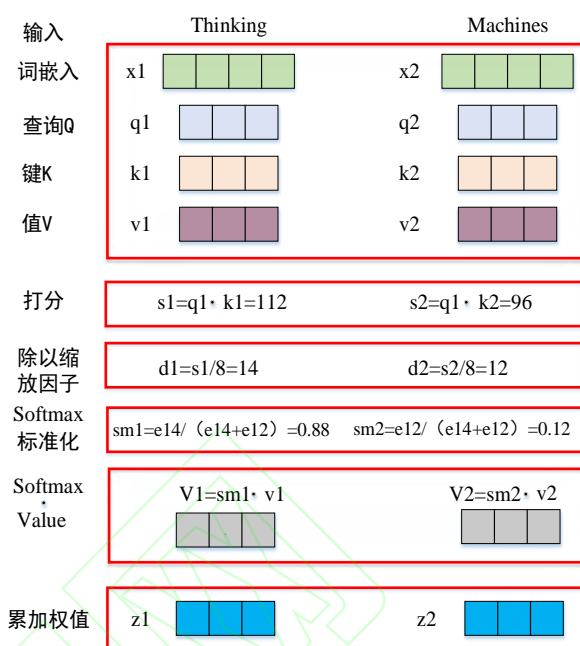 输入 Thinking Machines
词嵌入 x1 x2
查询Q q1 q2
键K k1 k2
值V v1 v2
打分 s1=q1· k1=112 s2=q1· k2=96
除以缩
放因子 d1=s1/8=14 d2=s2/8=12
Softmax
标准化 sm1=e14/（e14+e12）=0.88 sm2=e12/（e14+e12）=0.12
Softmax
·
Value
V1=sm1· v1 V2=sm2· v2
累加权值 z1 z2